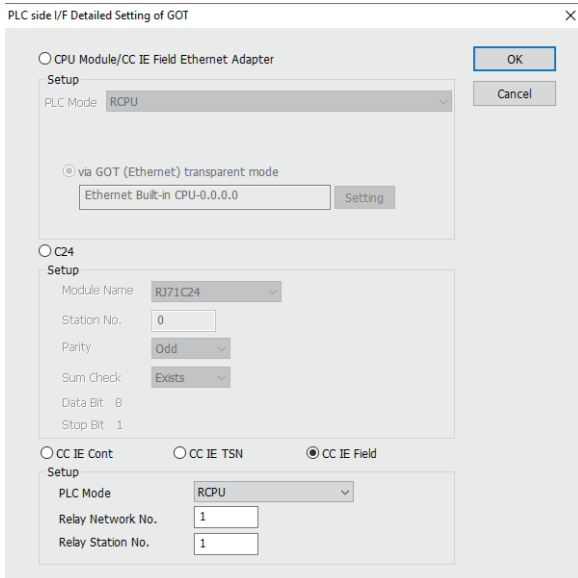 PLC side I/F Detailed Setting of GOT
CPU Module/CC IE Field Ethernet Adapter
OK
Cancel
Setup
PLC Mode RCPU
via GOT (Ethernet) transparent mode
Ethernet Built-in CPU-0.0.0.0 Setting
C24
Setup
Module Name RJ71C24
Station No. 0
Parity Odd
Sum Check Exists
Data Bit 8
Stop Bit 1
CC IE Cont CC IE TSN CC IE Field
Setup
PLC Mode RCPU
Relay Network No. 1
Relay Station No. 1